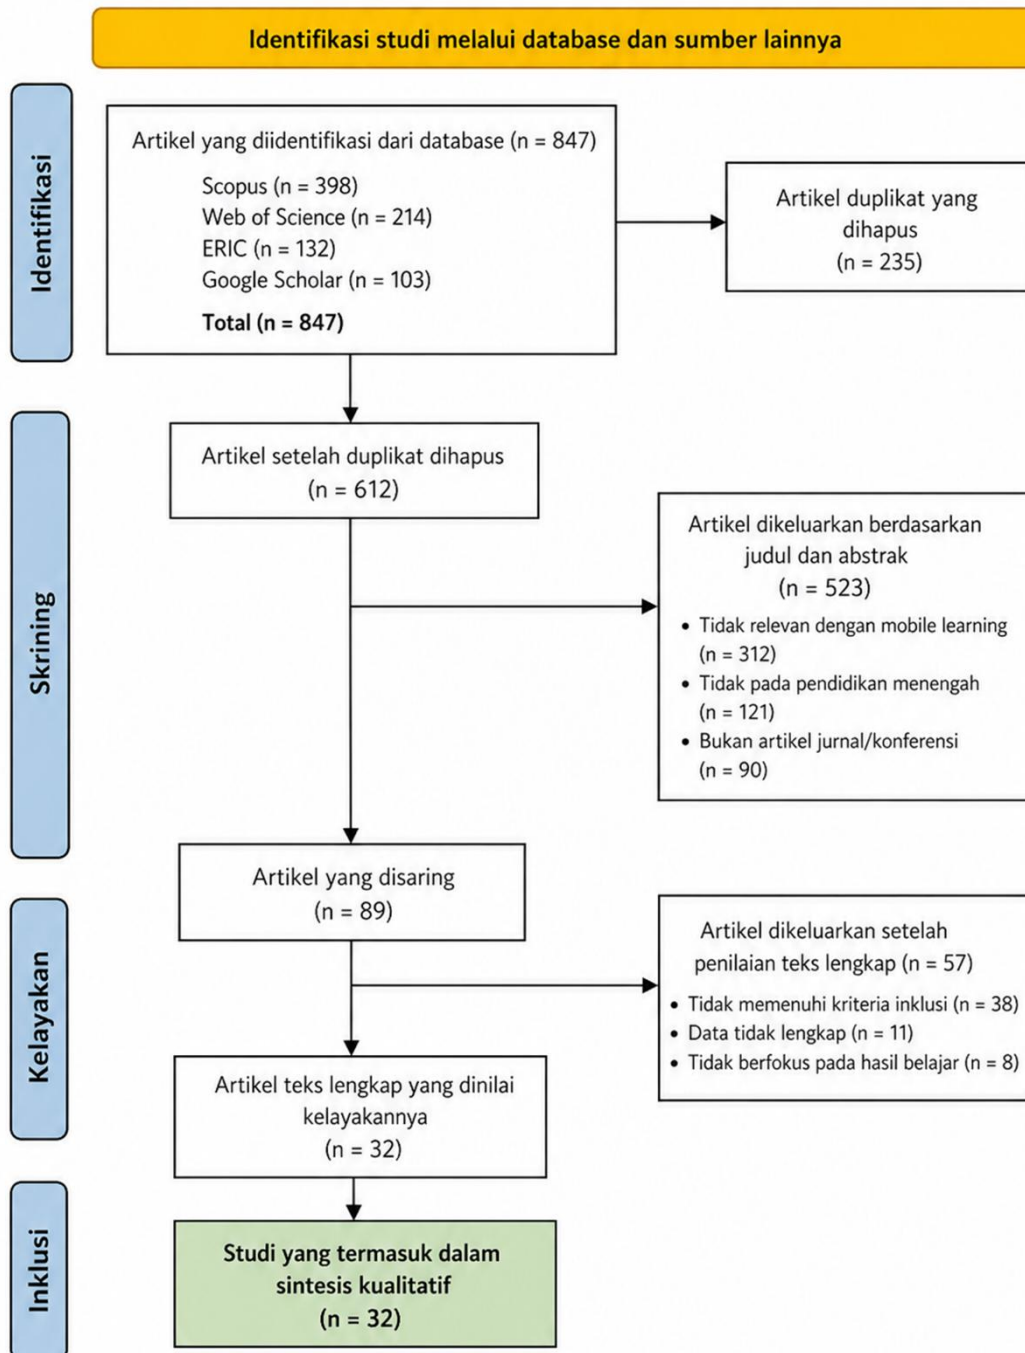 Identifikasi studi melalui database dan sumber lainnya
Identifikasi
Artikel yang diidentifikasi dari database (n = 847)
Scopus (n = 398)
Web of Science (n = 214)
ERIC (n = 132)
Google Scholar (n = 103)
Total (n = 847)
Artikel duplikat yang
dihapus
(n = 235)
Skrining
Artikel setelah duplikat dihapus
(n = 612)
Artikel dikeluarkan berdasarkan
judul dan abstrak
(n = 523)
• Tidak relevan dengan mobile learning
(n = 312)
• Tidak pada pendidikan menengah
(n = 121)
• Bukan artikel jurnal/konferensi
(n = 90)
Artikel yang disaring
(n = 89)
Kelayakan
Artikel dikeluarkan setelah
penilaian teks lengkap (n = 57)
• Tidak memenuhi kriteria inklusi (n = 38)
• Data tidak lengkap (n = 11)
• Tidak berfokus pada hasil belajar (n = 8)
Artikel teks lengkap yang dinilai
kelayakannya
(n = 32)
Inklusi
Studi yang termasuk dalam
sintesis kualitatif
(n = 32)